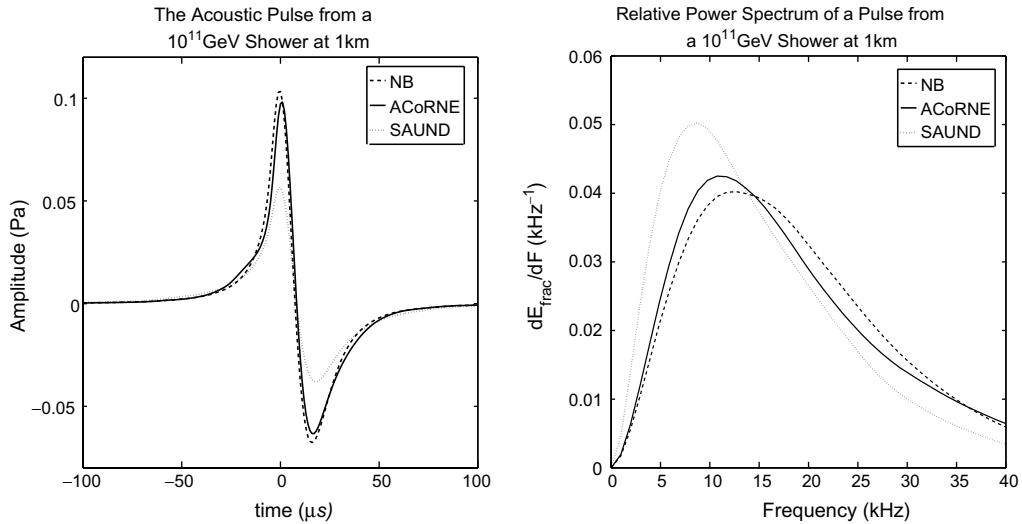 The Acoustic Pulse from a
10¹¹GeV Shower at 1km
0.1
0.05
0
−0.05
Amplitude (Pa)
−100
−50
0
50
100
time (μs)
NB
ACoRNE
SAUND
Relative Power Spectrum of a Pulse from
a 10¹¹GeV Shower at 1km
0.06
0.05
0.04
0.03
0.02
0.01
0
dE_frac/dF (kHz⁻¹)
0
5
10
15
20
25
30
35
40
Frequency (kHz)
NB
ACoRNE
SAUND